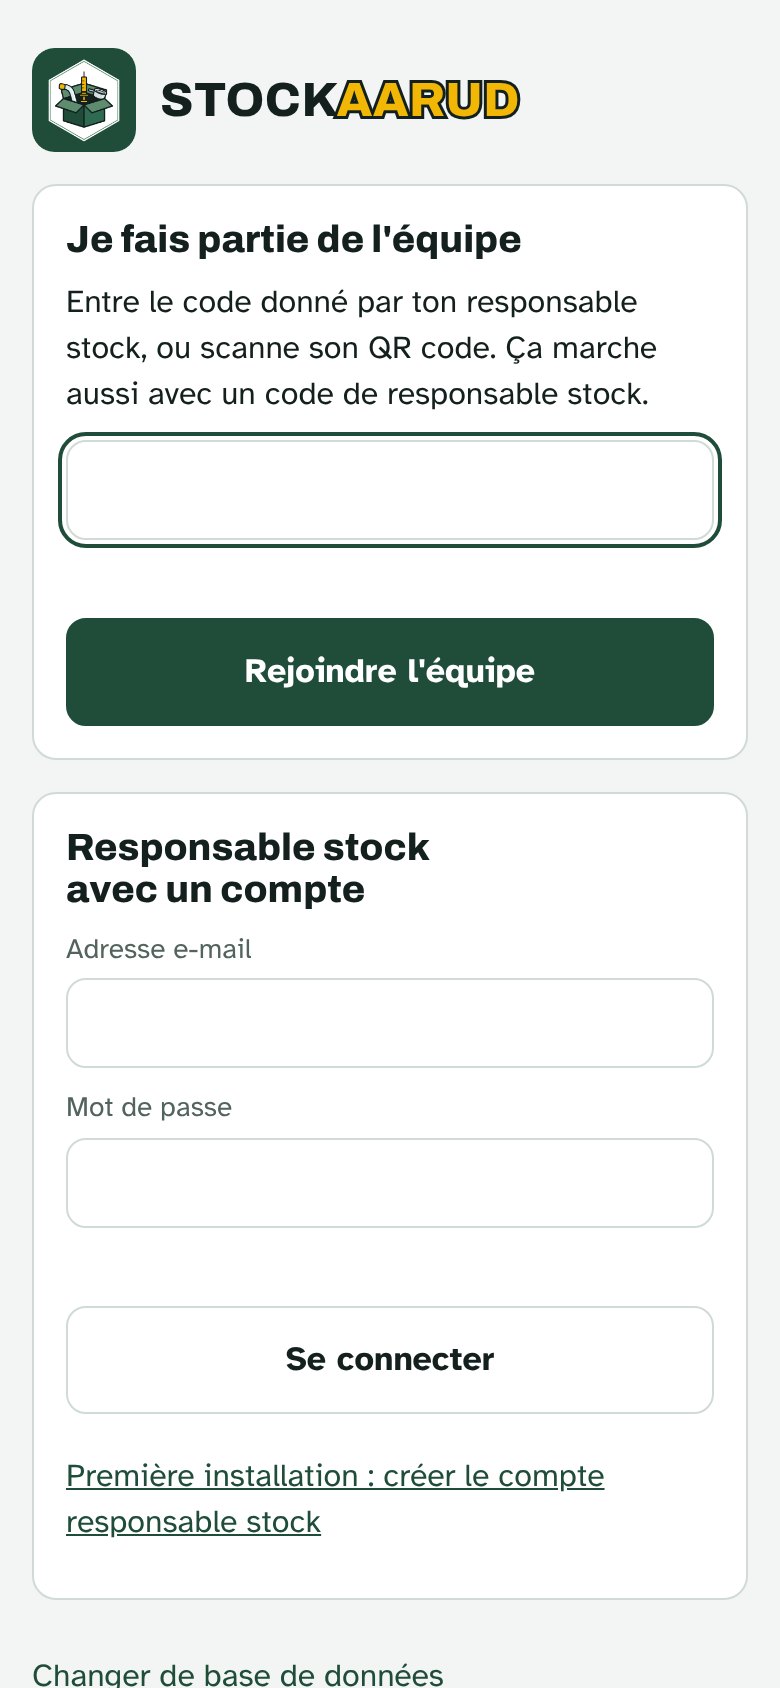 STOCKAARUD
Je fais partie de l'équipe
Entre le code donné par ton responsable
stock, ou scanne son QR code. Ça marche
aussi avec un code de responsable stock.
Rejoindre l'équipe
Responsable stock
avec un compte
Adresse e-mail
Mot de passe
Se connecter
Première installation : créer le compte
responsable stock
Changer de base de données